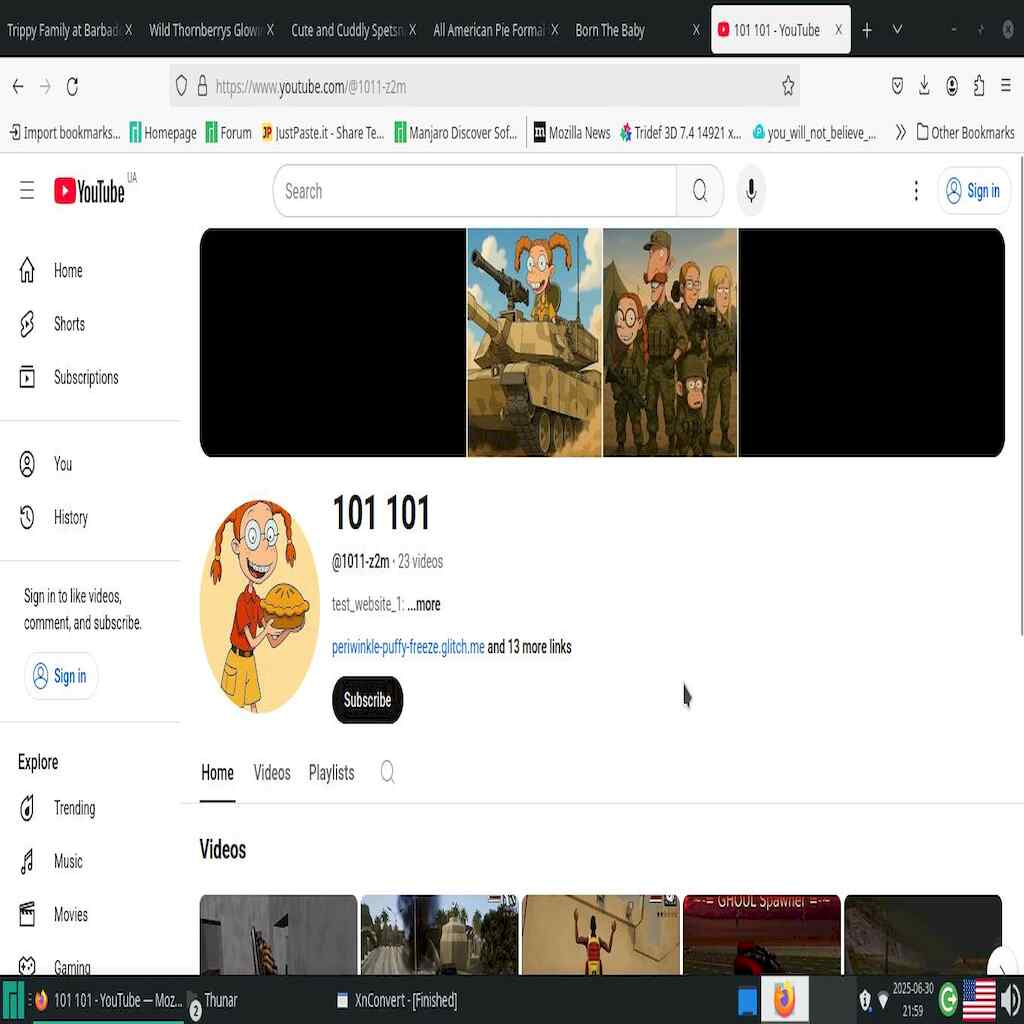 Trippy Family at Barbad
Wild Thornberrys Glowi
Cute and Cuddly Spetsn
All American Pie Formal
Born The Baby
101 101 - YouTube
https://www.youtube.com/@1011-z2m
Import bookmarks...
Homepage
Forum
JustPaste.it - Share Te...
Manjaro Discover Sof...
Mozilla News
Tridef 3D 7.4 14921 x...
you_will_not_believe_...
Other Bookmarks
YouTube UA
Search
Sign in
Home
Shorts
Subscriptions
You
History
Sign in to like videos,
comment, and subscribe.
Sign in
Explore
Trending
Music
Movies
Gaming
101 101
@1011-z2m · 23 videos
test_website_1: ...more
periwinkle-puffy-freeze.glitch.me and 13 more links
Subscribe
Home
Videos
Playlists
Videos
-= GHOUL Spawner =--
101 101 - YouTube — Moz...
2
Thunar
XnConvert - [Finished]
2025-06-30
21:59